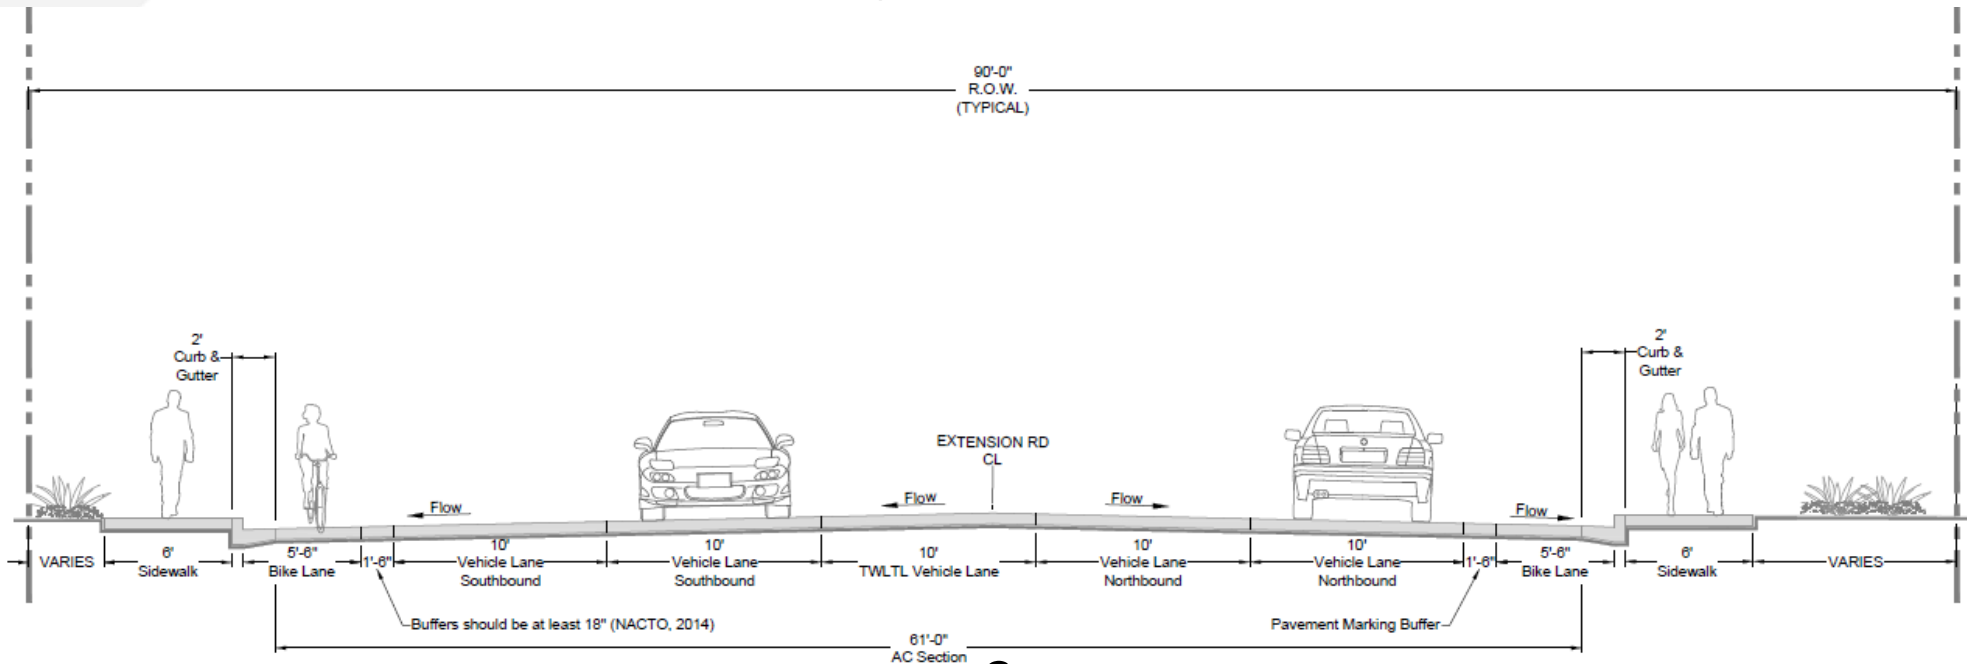 90'-0"
R.O.W.
(TYPICAL)
2'
Curb &
Gutter
2'
Curb &
Gutter
EXTENSION RD
CL
Flow
Flow
Flow
Flow
VARIES
6'
Sidewalk
5'-6"
Bike Lane
1'-6"
10'
Vehicle Lane
Southbound
10'
Vehicle Lane
Southbound
10'
TWLTL Vehicle Lane
10'
Vehicle Lane
Northbound
10'
Vehicle Lane
Northbound
1'-6"
5'-6"
Bike Lane
6'
Sidewalk
VARIES
Buffers should be at least 18" (NACTO, 2014)
Pavement Marking Buffer
61'-0"
AC Section